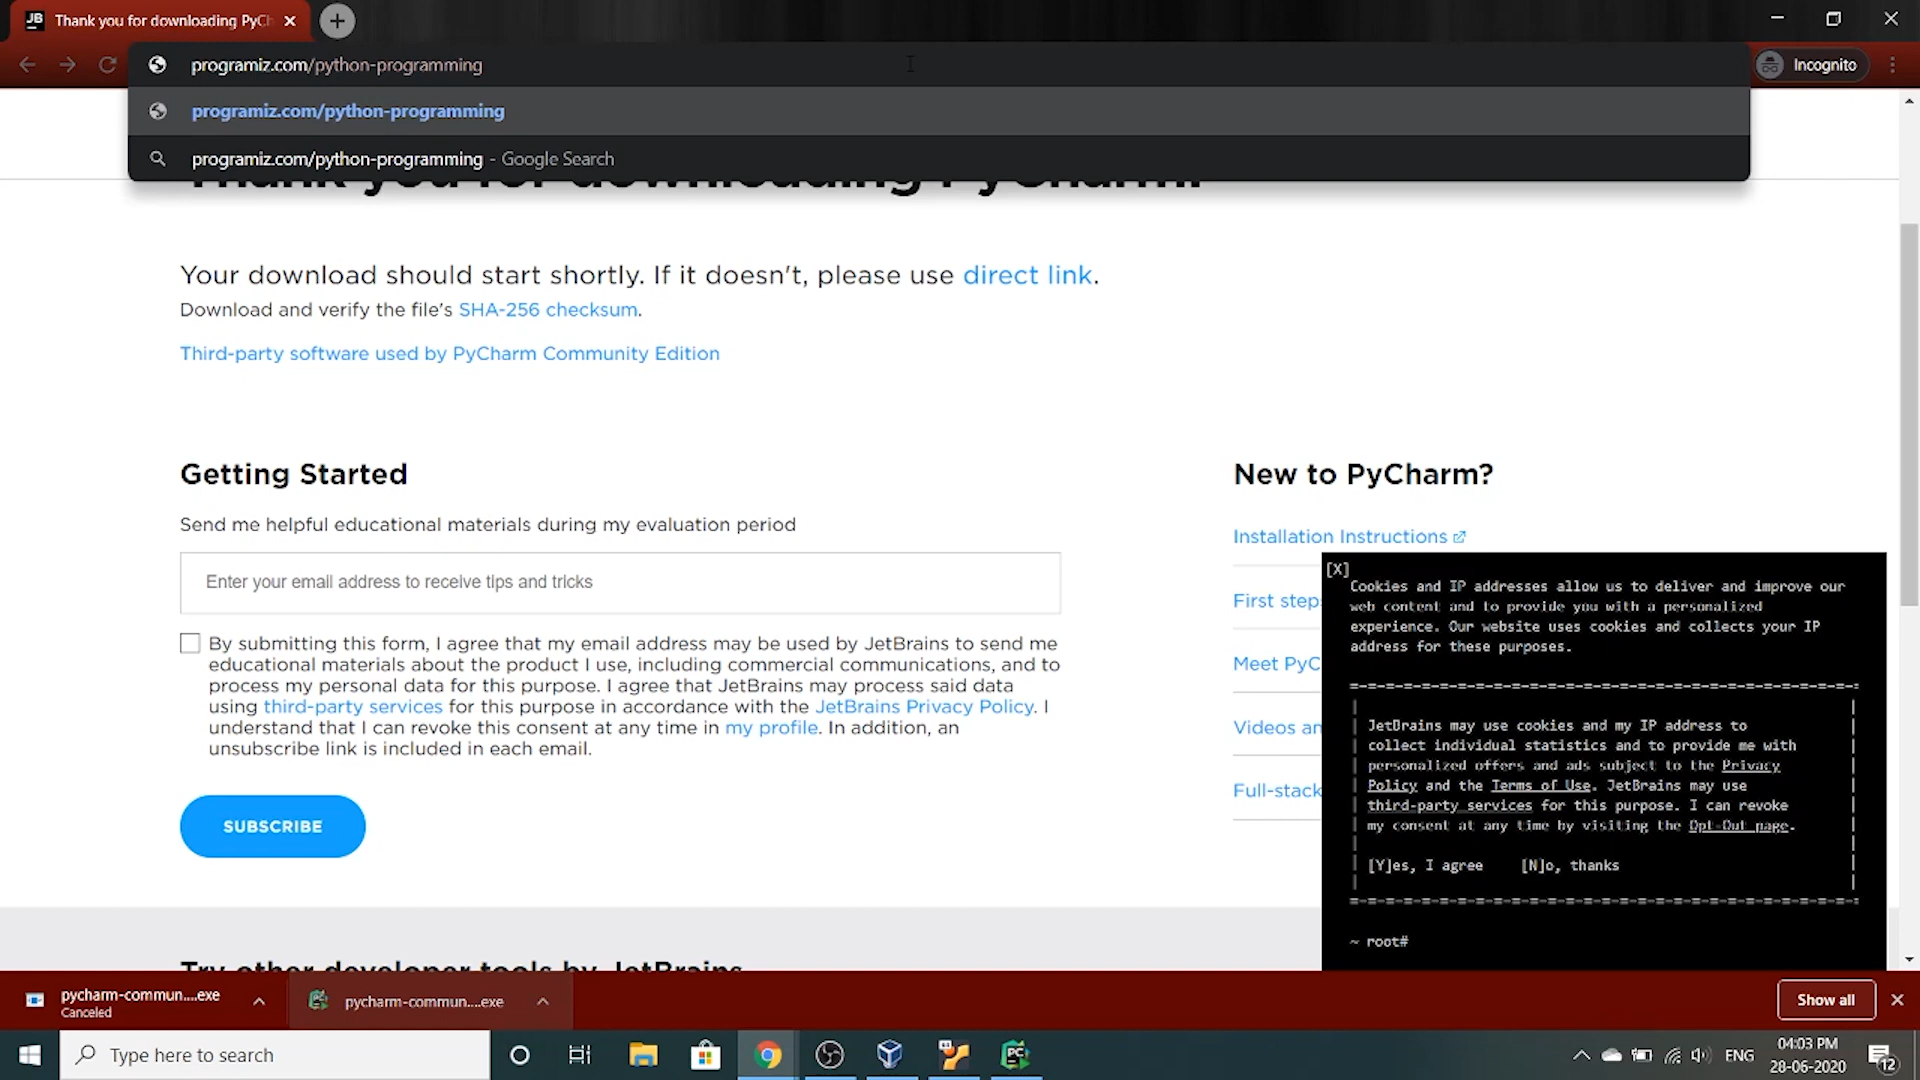 Thank you for downloading PyCh
programiz.com/python-programming
Incognito
programiz.com/python-programming
programiz.com/python-programming - Google Search
Thank you for downloading PyCharm!
Your download should start shortly. If it doesn't, please use direct link.
Download and verify the file's SHA-256 checksum.
Third-party software used by PyCharm Community Edition
Getting Started
Send me helpful educational materials during my evaluation period
Enter your email address to receive tips and tricks
By submitting this form, I agree that my email address may be used by JetBrains to send me
educational materials about the product I use, including commercial communications, and to
process my personal data for this purpose. I agree that JetBrains may process said data
using third-party services for this purpose in accordance with the JetBrains Privacy Policy. I
understand that I can revoke this consent at any time in my profile. In addition, an
unsubscribe link is included in each email.
SUBSCRIBE
New to PyCharm?
Installation Instructions
First step
Meet PyC
Videos an
Full-stack
[X]
Cookies and IP addresses allow us to deliver and improve our
web content and to provide you with a personalized
experience. Our website uses cookies and collects your IP
address for these purposes.
JetBrains may use cookies and my IP address to
collect individual statistics and to provide me with
personalized offers and ads subject to the Privacy
Policy and the Terms of Use. JetBrains may use
third-party services for this purpose. I can revoke
my consent at any time by visiting the Opt-Out page.
[Y]es, I agree [N]o, thanks
~ root#
Try other developer tools by JetBrains
pycharm-commun....exe
Canceled
pycharm-commun....exe
Show all
Type here to search
ENG
04:03 PM
28-06-2020
12